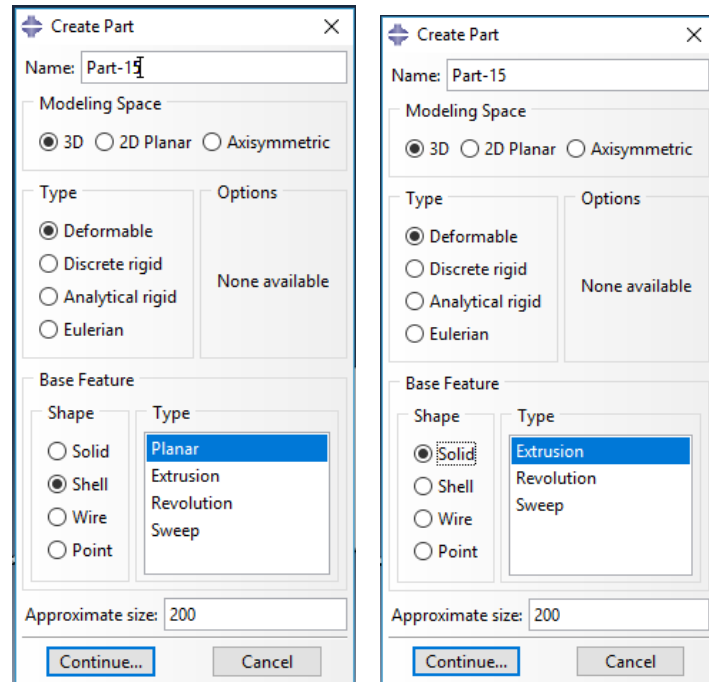 Create Part
Name: Part-15
Modeling Space
3D 2D Planar Axisymmetric
Type
Options
Deformable
Discrete rigid
Analytical rigid
Eulerian
None available
Base Feature
Shape
Type
Solid
Shell
Wire
Point
Planar
Extrusion
Revolution
Sweep
Approximate size: 200
Continue... Cancel
Create Part
Name: Part-15
Modeling Space
3D 2D Planar Axisymmetric
Type
Options
Deformable
Discrete rigid
Analytical rigid
Eulerian
None available
Base Feature
Shape
Type
Solid
Shell
Wire
Point
Extrusion
Revolution
Sweep
Approximate size: 200
Continue... Cancel